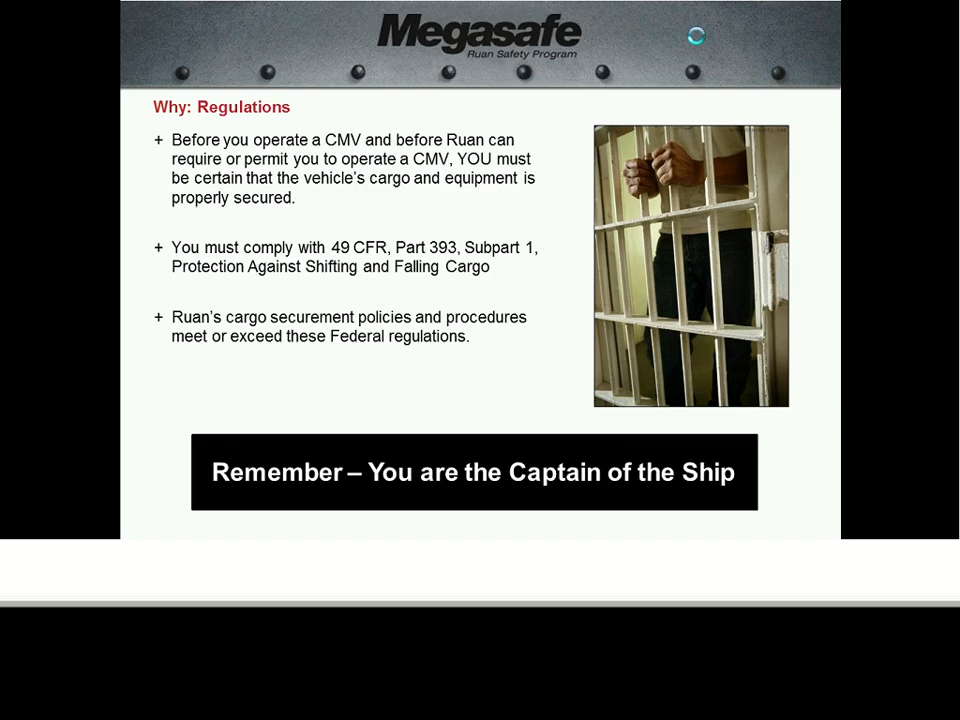 Megasafe
Ruan Safety Program
Why: Regulations
+ Before you operate a CMV and before Ruan can
require or permit you to operate a CMV, YOU must
be certain that the vehicle's cargo and equipment is
properly secured.
+ You must comply with 49 CFR, Part 393, Subpart 1,
Protection Against Shifting and Falling Cargo
+ Ruan's cargo securement policies and procedures
meet or exceed these Federal regulations.
Remember – You are the Captain of the Ship